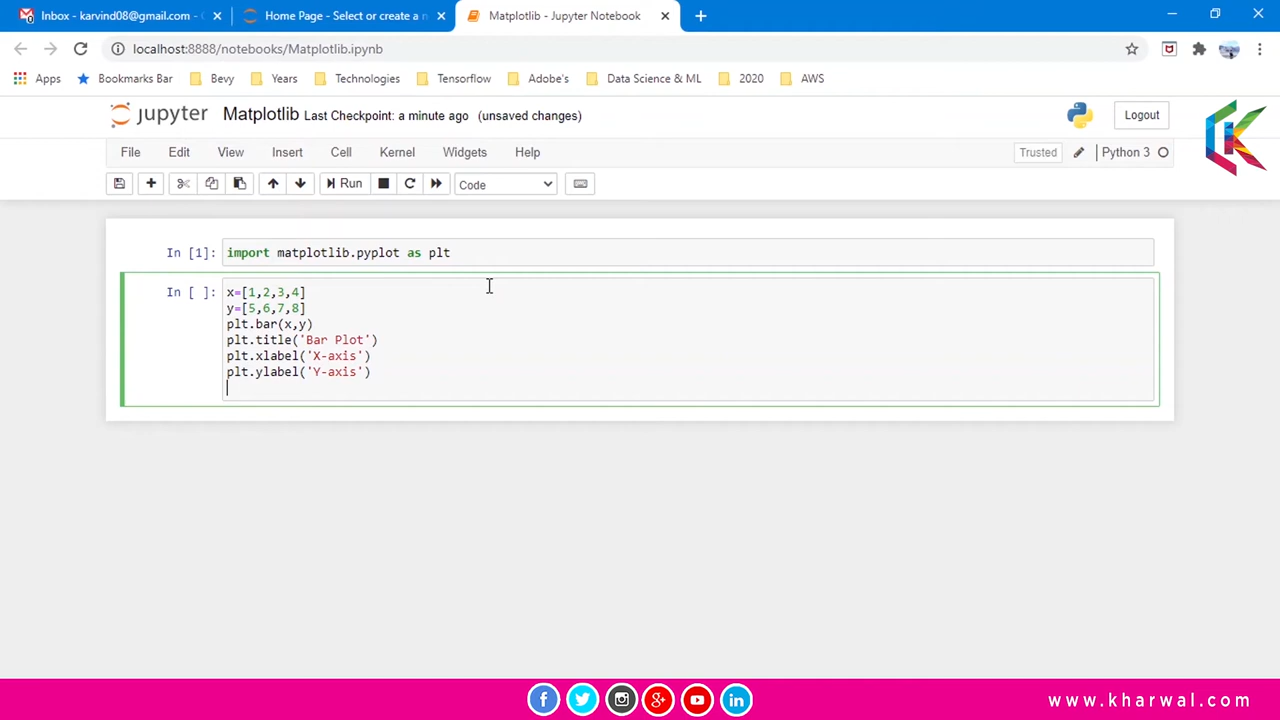 Inbox - karvind08@gmail.com -
Home Page - Select or create a n
Matplotlib - Jupyter Notebook
localhost:8888/notebooks/Matplotlib.ipynb
Apps Bookmarks Bar Bevy Years Technologies Tensorflow Adobe's Data Science & ML 2020 AWS
jupyter Matplotlib Last Checkpoint: a minute ago (unsaved changes) Logout
File Edit View Insert Cell Kernel Widgets Help Trusted Python 3
Run Code
In [1]: import matplotlib.pyplot as plt
In [ ]: x=[1,2,3,4]
y=[5,6,7,8]
plt.bar(x,y)
plt.title('Bar Plot')
plt.xlabel('X-axis')
plt.ylabel('Y-axis')
www.kharwal.com